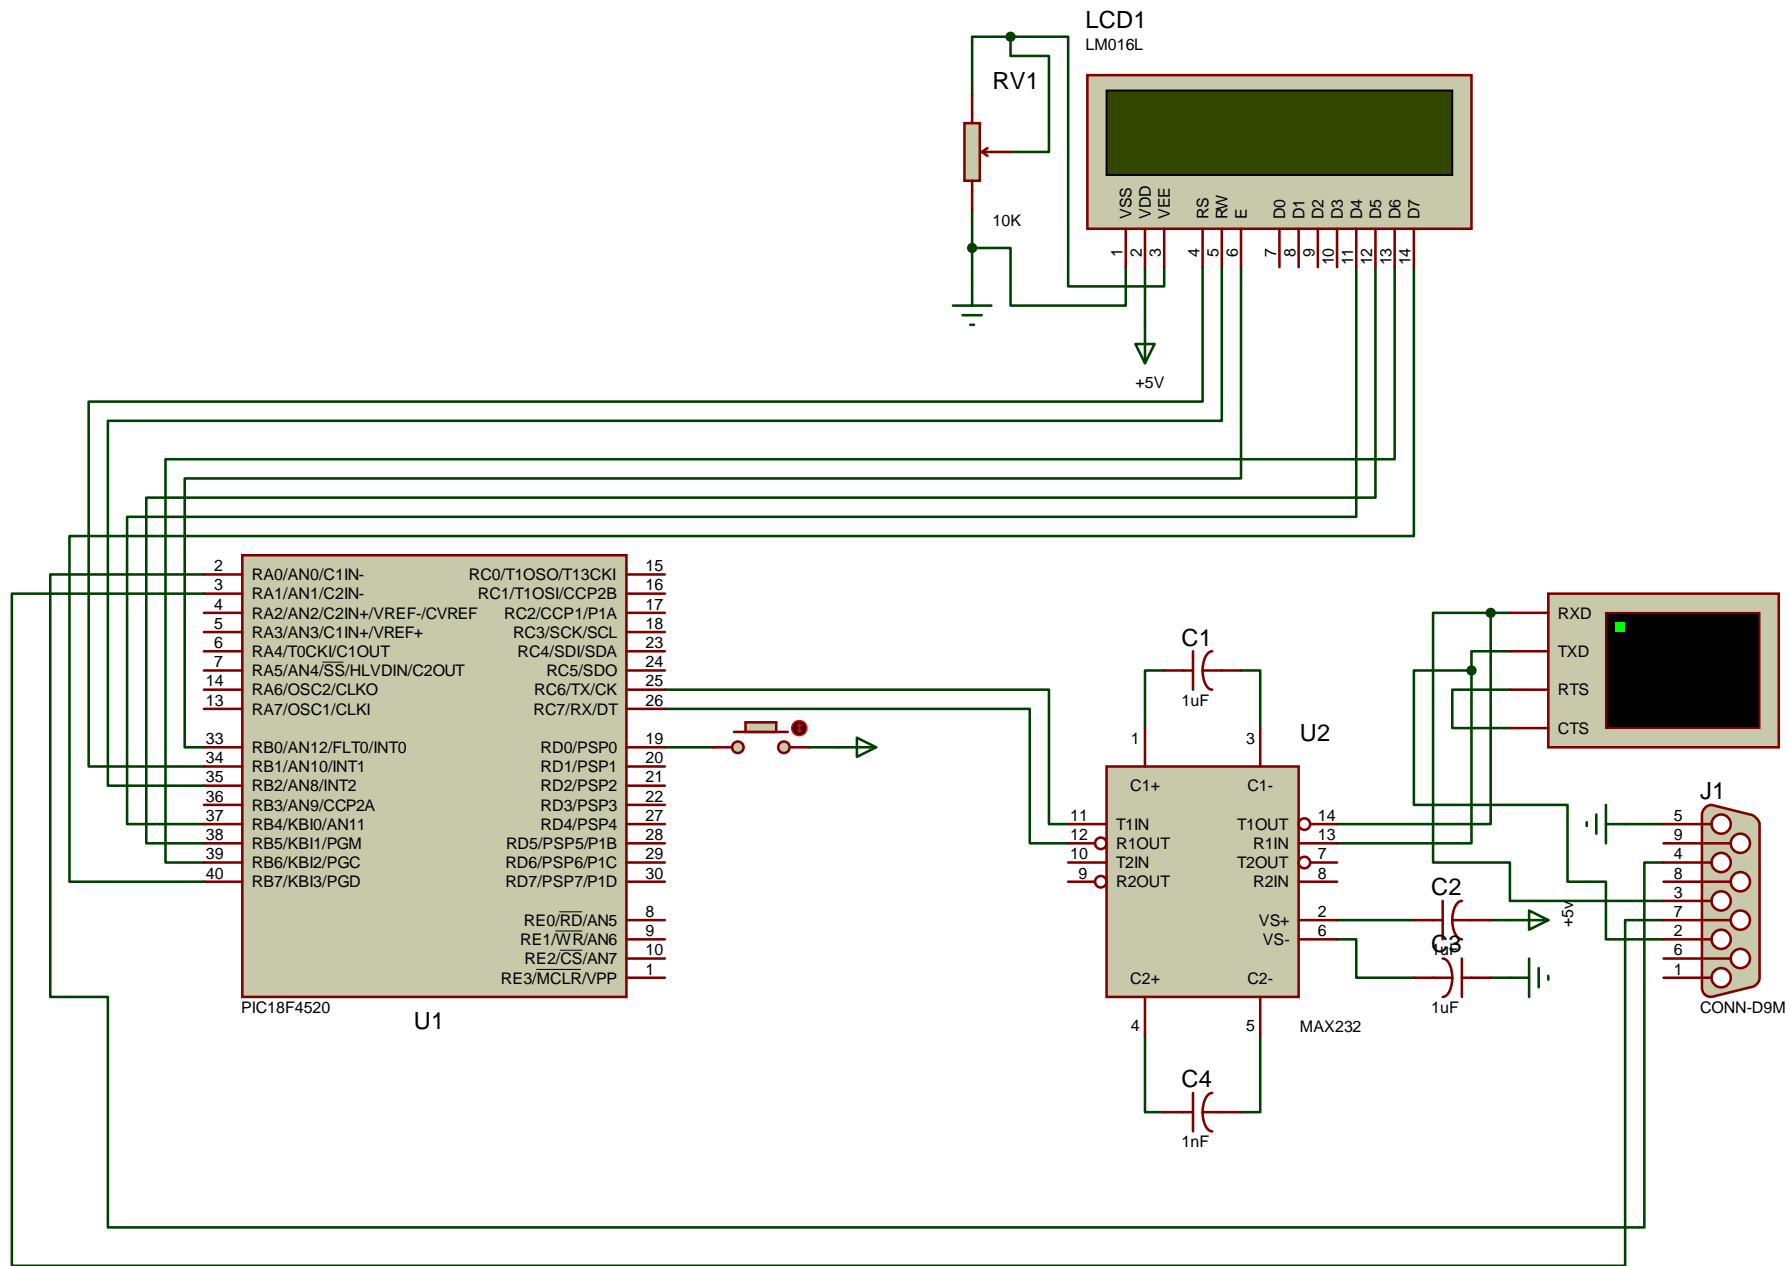 LCD1
LM016L
RV1
10K
VSS
VDD
VEE
RS
RW
E
D0
D1
D2
D3
D4
D5
D6
D7
1
2
3
4
5
6
7
8
9
10
11
12
13
14
+5V
2 RA0/AN0/C1IN- RC0/T1OSO/T13CKI 15
3 RA1/AN1/C2IN- RC1/T1OSI/CCP2B 16
4 RA2/AN2/C2IN+/VREF-/CVREF RC2/CCP1/P1A 17
5 RA3/AN3/C1IN+/VREF+ RC3/SCK/SCL 18
6 RA4/T0CKI/C1OUT RC4/SDI/SDA 23
7 RA5/AN4/SS/HLVDIN/C2OUT RC5/SDO 24
14 RA6/OSC2/CLKO RC6/TX/CK 25
13 RA7/OSC1/CLKI RC7/RX/DT 26
33 RB0/AN12/FLT0/INT0 RD0/PSP0 19
34 RB1/AN10/INT1 RD1/PSP1 20
35 RB2/AN8/INT2 RD2/PSP2 21
36 RB3/AN9/CCP2A RD3/PSP3 22
37 RB4/KBI0/AN11 RD4/PSP4 27
38 RB5/KBI1/PGM RD5/PSP5/P1B 28
39 RB6/KBI2/PGC RD6/PSP6/P1C 29
40 RB7/KBI3/PGD RD7/PSP7/P1D 30
RE0/RD/AN5 8
RE1/WR/AN6 9
RE2/CS/AN7 10
RE3/MCLR/VPP 1
PIC18F4520
U1
C1
1uF
1
3
U2
C1+ C1-
11 T1IN T1OUT 14
12 R1OUT R1IN 13
10 T2IN T2OUT 7
9 R2OUT R2IN 8
VS+ 2
VS- 6
C2+ C2-
4
5
MAX232
C4
1nF
C2
1uF
+5v
C3
1uF
RXD
TXD
RTS
CTS
J1
5
9
4
8
3
7
2
6
1
CONN-D9M